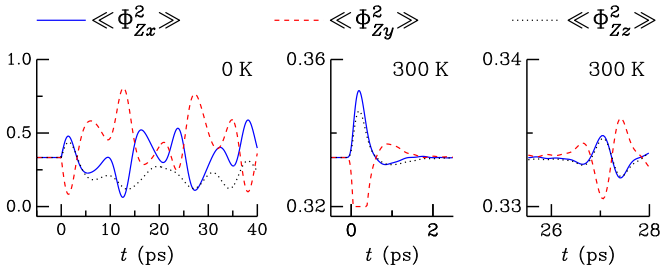 ≪Φ²_Zx≫ ≪Φ²_Zy≫ ≪Φ²_Zz≫
1.0 0 K 0.36 300 K 0.34 300 K
0.5
0.0 0.32 0.33
0 10 20 30 40 0 1 2 26 27 28
t (ps) t (ps) t (ps)